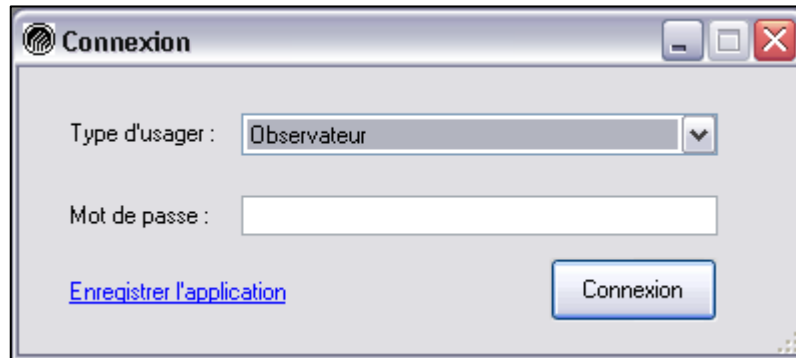 Connexion
Type d'usager : Observateur
Mot de passe :
Enregistrer l'application Connexion